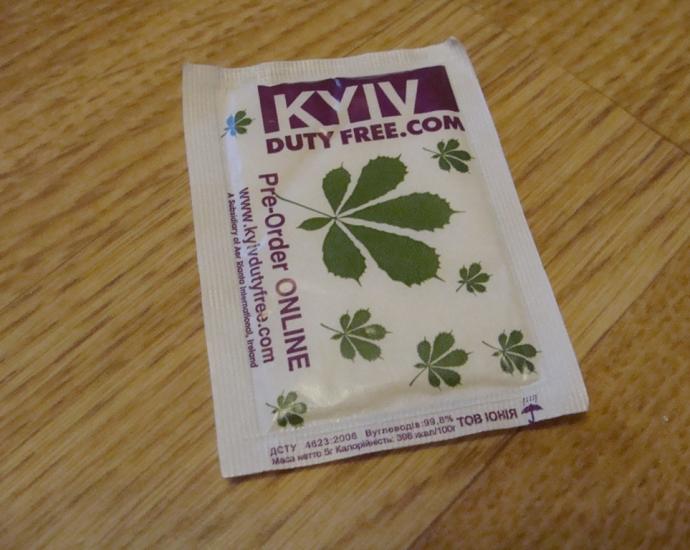 KYIV
DUTY FREE.COM
Pre-Order ONLINE
www.kyivdutyfree.com
A Subsidiary of Aer Rianta International, Ireland
ДСТУ 4623:2006 Вуглеводів:99,8%
Маса нетто 5г Калорійність: 398 ккал/100г
ТОВ ЮНІЯ